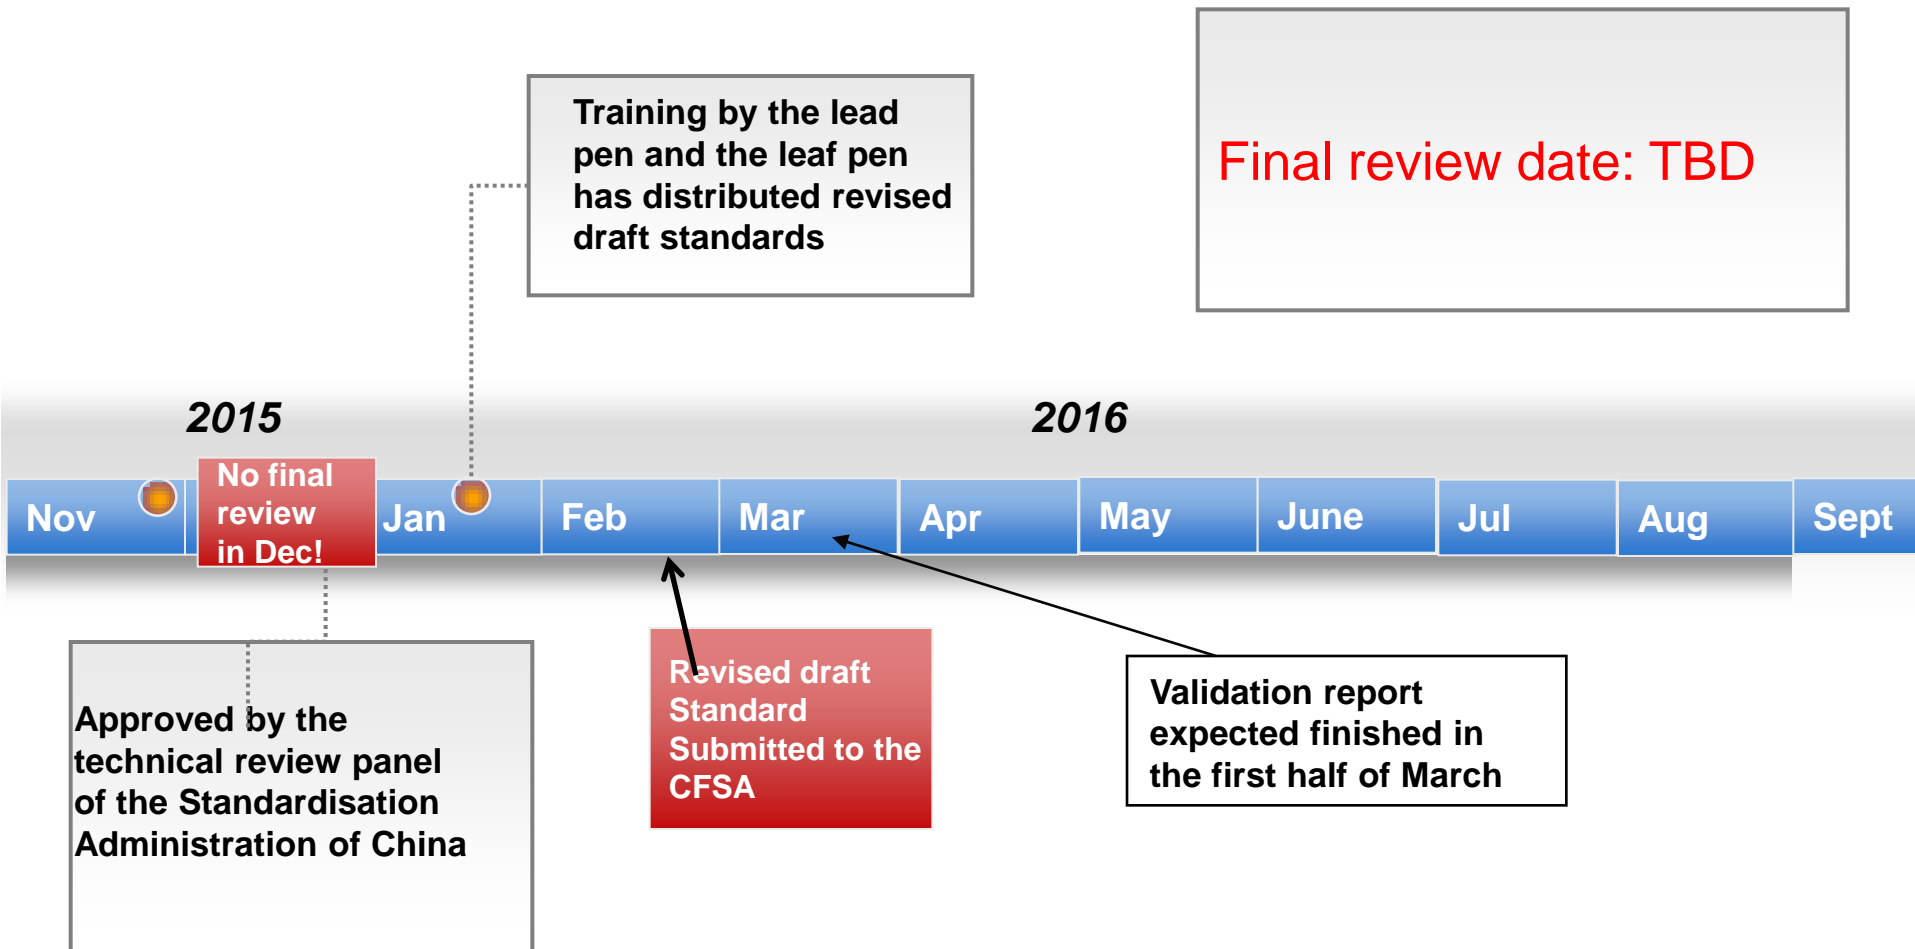 Training by the lead
pen and the leaf pen
has distributed revised
draft standards
Final review date: TBD
2015
2016
Nov
No final
review
in Dec!
Jan
Feb
Mar
Apr
May
June
Jul
Aug
Sept
Approved by the
technical review panel
of the Standardisation
Administration of China
Revised draft
Standard
Submitted to the
CFSA
Validation report
expected finished in
the first half of March